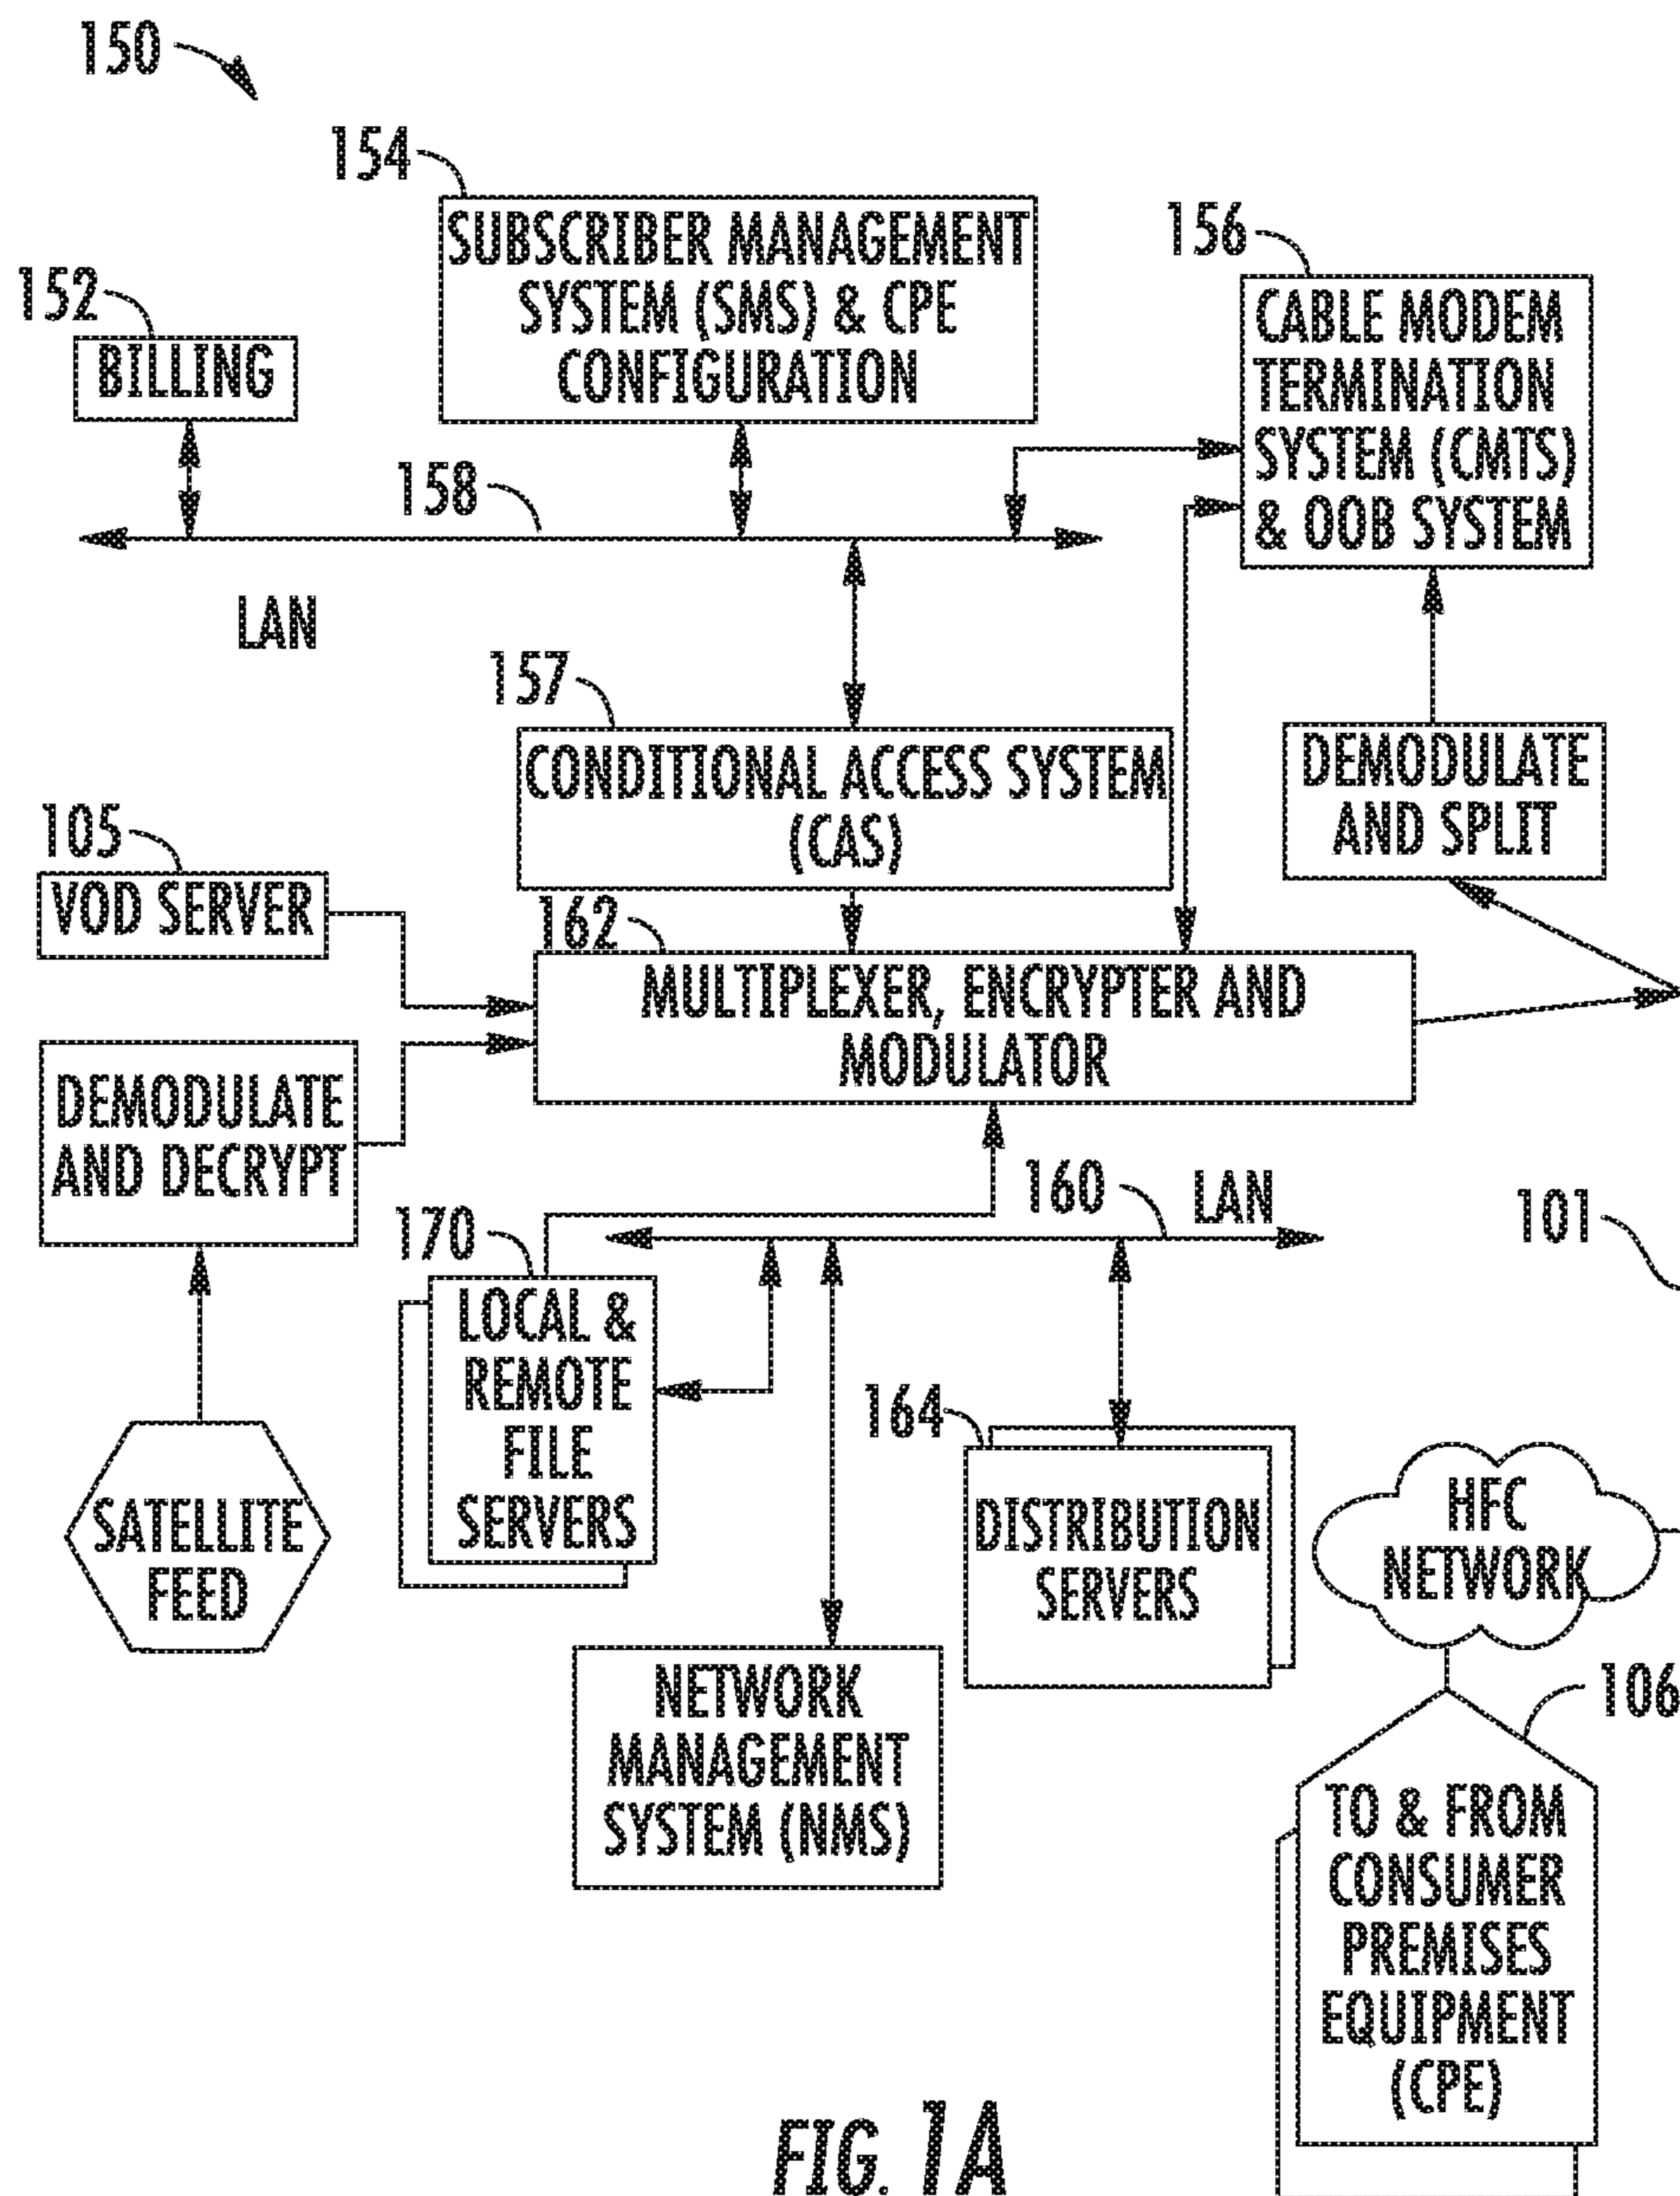 150
154
SUBSCRIBER MANAGEMENT
SYSTEM (SMS) & CPE
CONFIGURATION
156
CABLE MODEM
TERMINATION
SYSTEM (CMTS)
& OOB SYSTEM
152
BILLING
158
LAN
157
CONDITIONAL ACCESS SYSTEM
(CAS)
DEMODULATE
AND SPLIT
105
VOD SERVER
162
MULTIPLEXER, ENCRYPTER AND
MODULATOR
DEMODULATE
AND DECRYPT
160
LAN
101
170
LOCAL &
REMOTE
FILE
SERVERS
164
DISTRIBUTION
SERVERS
HFC
NETWORK
SATELLITE
FEED
NETWORK
MANAGEMENT
SYSTEM (NMS)
106
TO & FROM
CONSUMER
PREMISES
EQUIPMENT
(CPE)
FIG. 1A